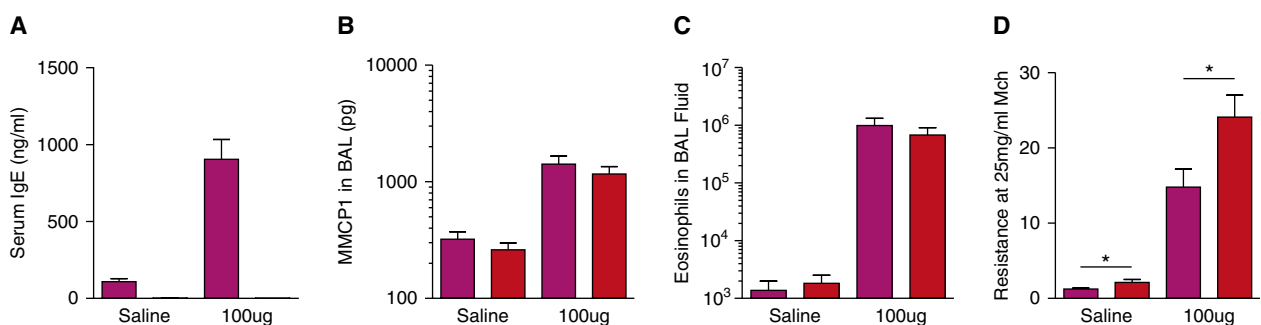 A
Serum IgE (ng/ml)
1500
1000
500
0
Saline 100ug
B
MMCP1 in BAL (pg)
10000
1000
100
Saline 100ug
C
Eosinophils in BAL Fluid
10⁷
10⁶
10⁵
10⁴
10³
Saline 100ug
D
Resistance at 25mg/ml Mch
30
20
10
0
*
*
Saline 100ug